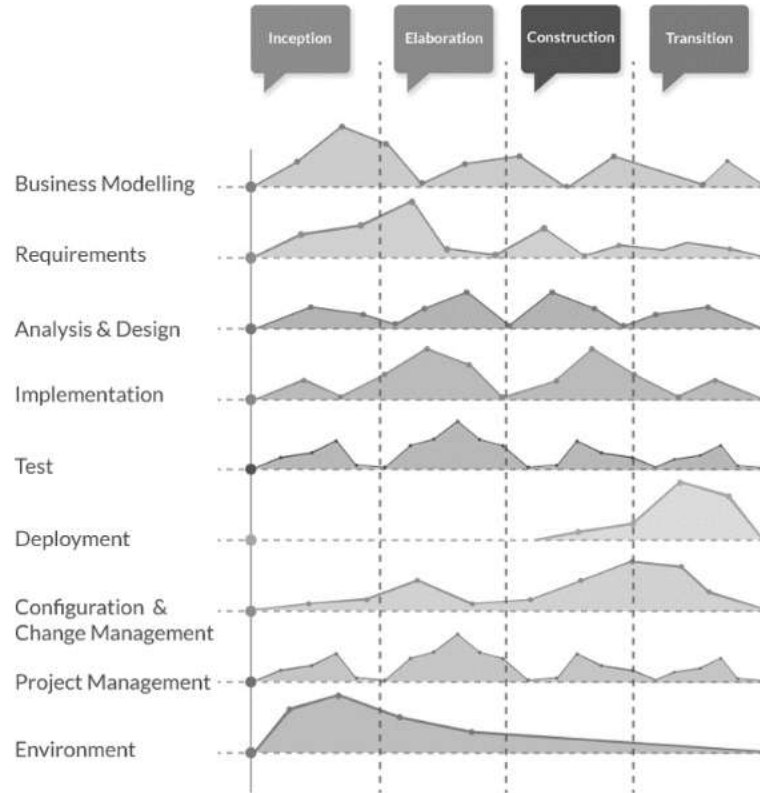 Inception
Elaboration
Construction
Transition
Business Modelling
Requirements
Analysis & Design
Implementation
Test
Deployment
Configuration &
Change Management
Project Management
Environment